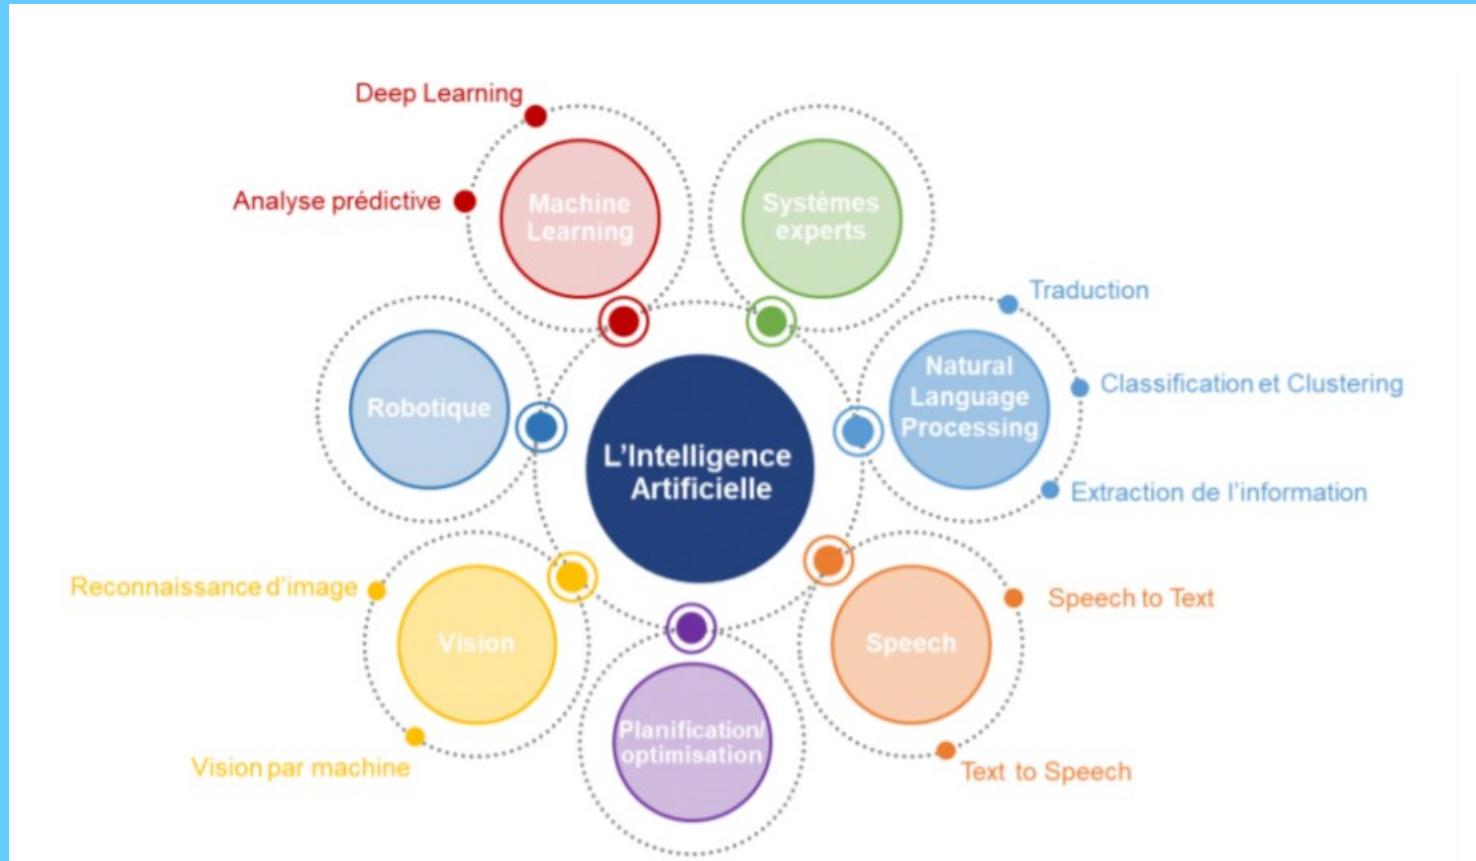 Deep Learning
Analyse prédictive
Machine
Learning
Systèmes
experts
Traduction
Natural
Language
Processing
Classification et Clustering
Extraction de l'information
Robotique
L'Intelligence
Artificielle
Reconnaissance d'image
Vision
Vision par machine
Planification/
optimisation
Speech
Speech to Text
Text to Speech